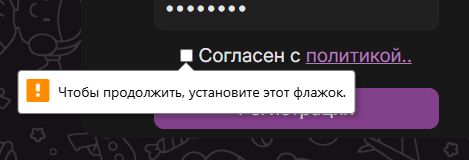 ••••••••
Согласен с политикой..
Чтобы продолжить, установите этот флажок.